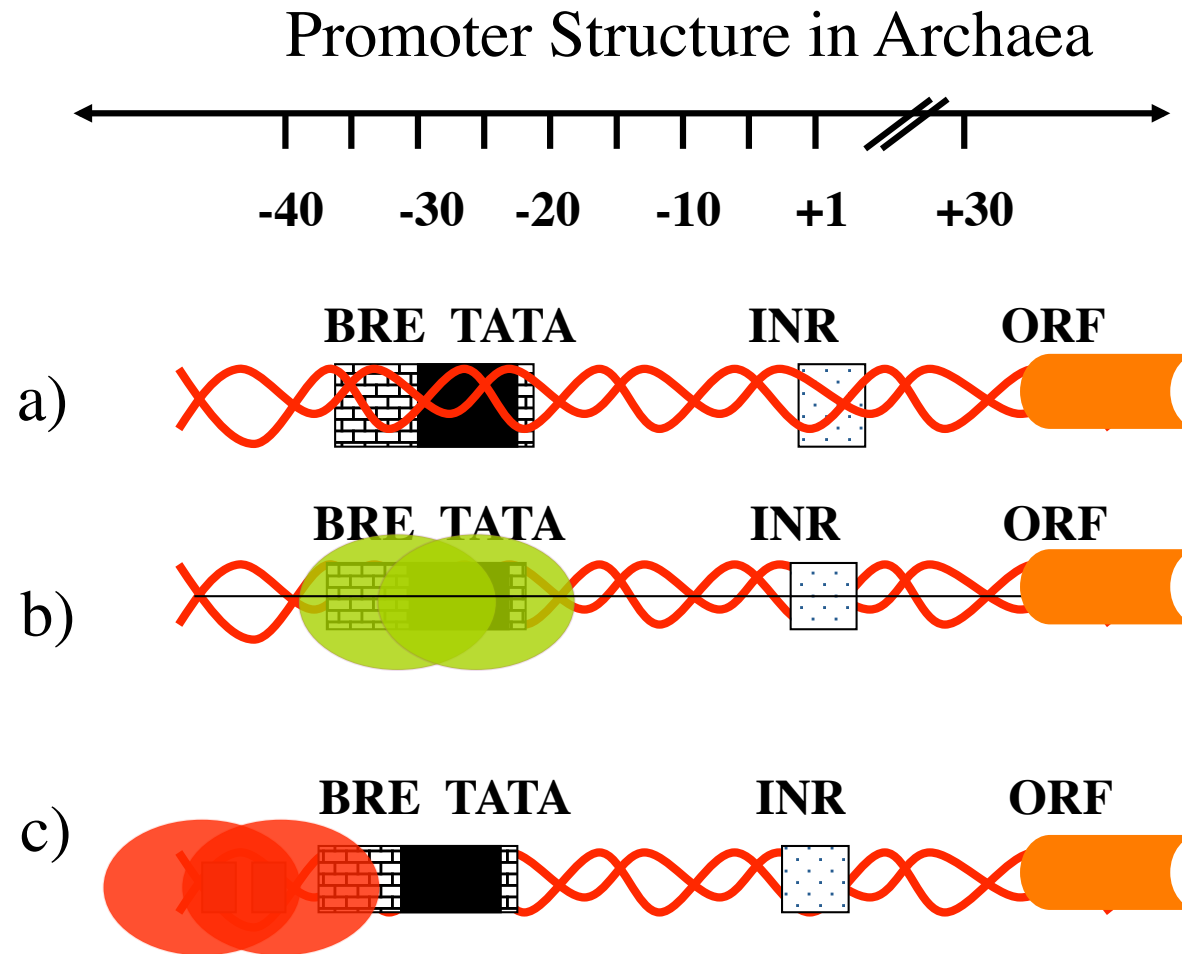 Promoter Structure in Archaea
-40 -30 -20 -10 +1 +30
BRE TATA INR ORF
a)
BRE TATA INR ORF
b)
BRE TATA INR ORF
c)